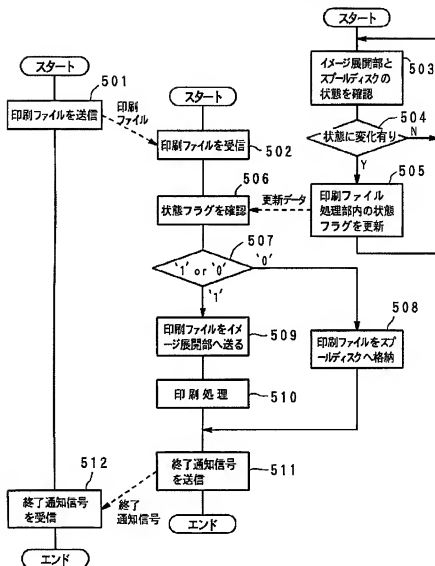 スタート
501
印刷ファイルを送信
印刷
ファイル
512
終了通知信号
を受信
エンド
スタート
印刷ファイルを受信
502
506
状態フラグを確認
507
'1' or '0'
'0'
'1'
印刷ファイルをイメ
ージ展開部へ送る
509
印刷処理
510
終了通知信号
を送信
511
終了
通知信号
エンド
508
印刷ファイルをスプ
ールディスクへ格納
スタート
イメージ展開部と
スプールディスクの
状態を確認
503
504
状態に変化有り
N
Y
505
印刷ファイル
処理部内の状態
フラグを更新
更新データ